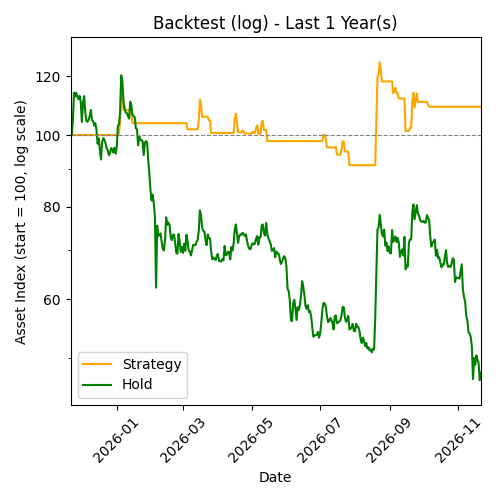 Backtest (log) - Last 1 Year(s)
Asset Index (start = 100, log scale)
120
100
80
60
Strategy
Hold
2026-01
2026-03
2026-05
2026-07
2026-09
2026-11
Date